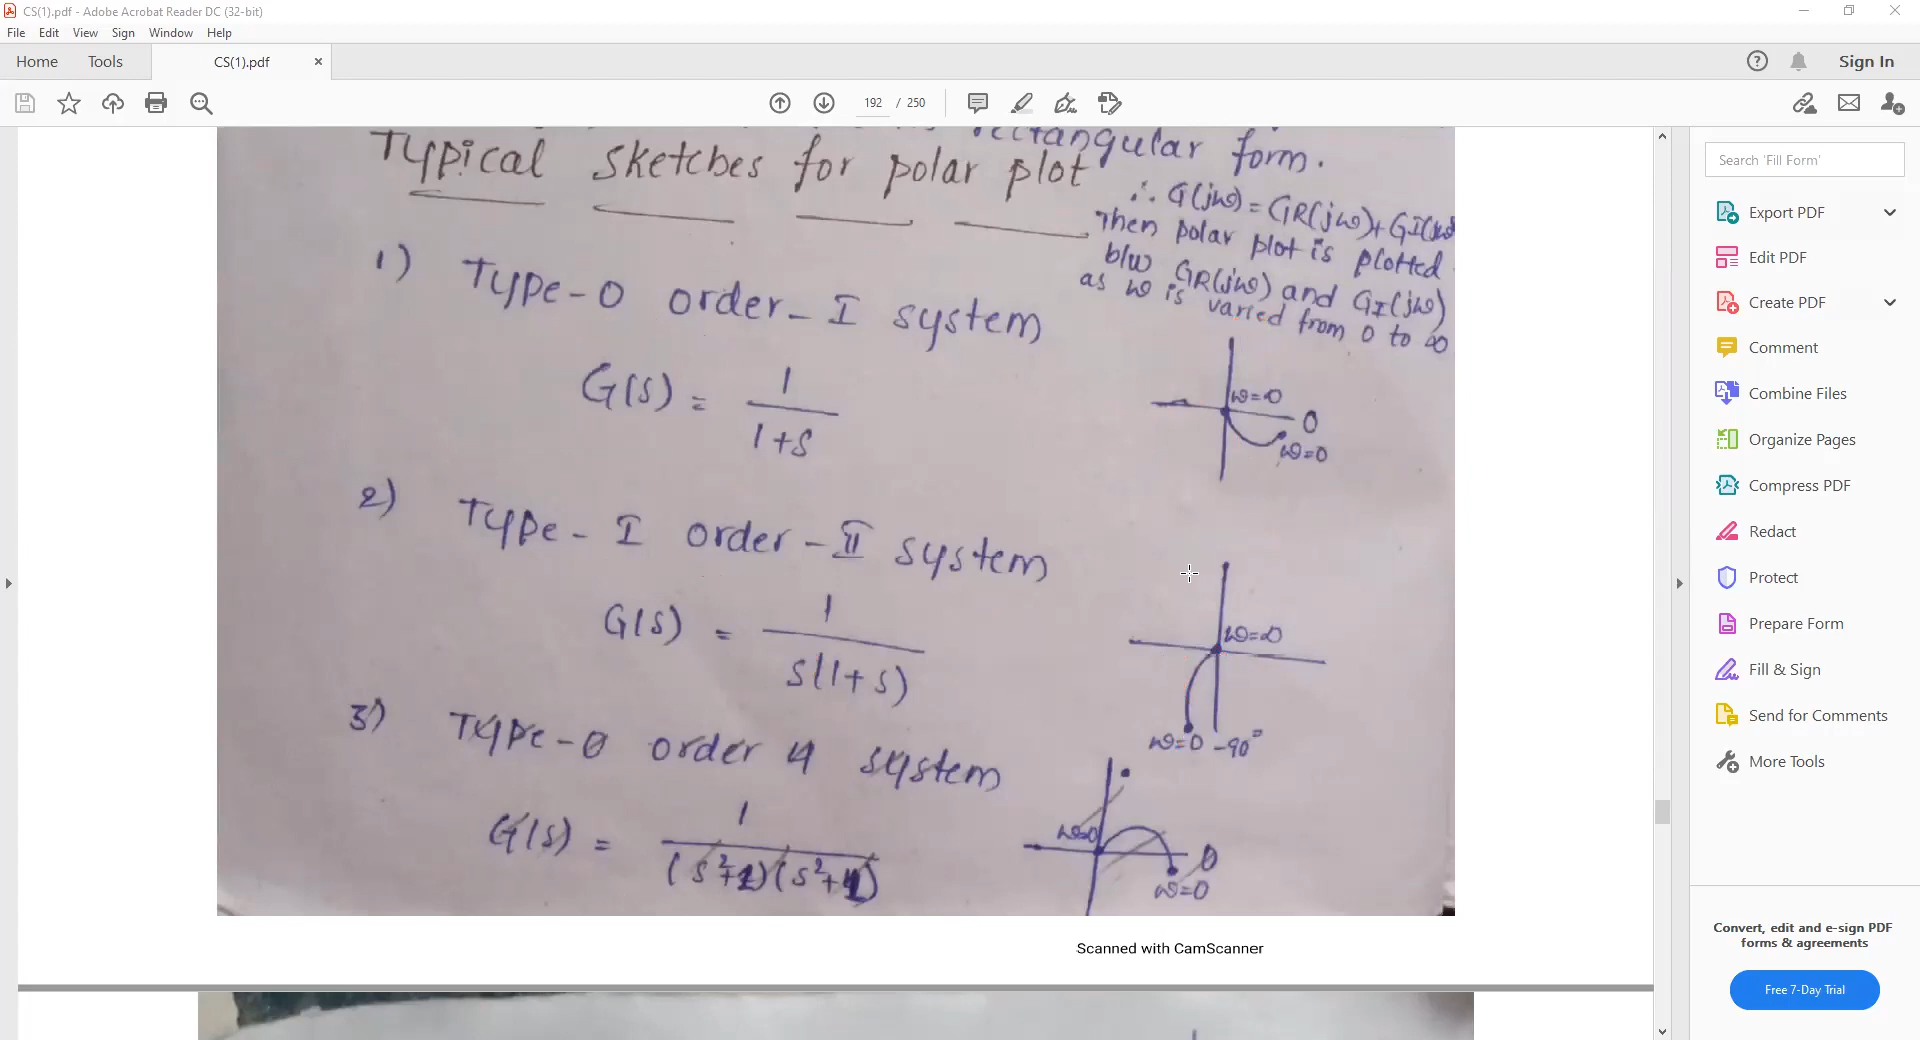 CS(1).pdf - Adobe Acrobat Reader DC (32-bit)
File Edit View Sign Window Help
Home Tools CS(1).pdf × Sign In
192 / 250
rectangular form.
Typical sketches for polar plot
∴ G(jω) = GR(jω) + GI(jω
Then polar plot is plotted
b/w GR(jω) and GI(jω)
as ω is varied from 0 to ∞
1) Type-0 order-I system
G(s) = 1/(1+s)
ω=∞
0
ω=0
2) Type-I order-II system
G(s) = 1/(s(1+s))
ω=∞
ω=0 -90°
3) Type-0 order 4 system
G(s) = 1/((s²+1)(s²+4))
0
ω=0
Scanned with CamScanner
Search 'Fill Form'
Export PDF
Edit PDF
Create PDF
Comment
Combine Files
Organize Pages
Compress PDF
Redact
Protect
Prepare Form
Fill & Sign
Send for Comments
More Tools
Convert, edit and e-sign PDF
forms & agreements
Free 7-Day Trial